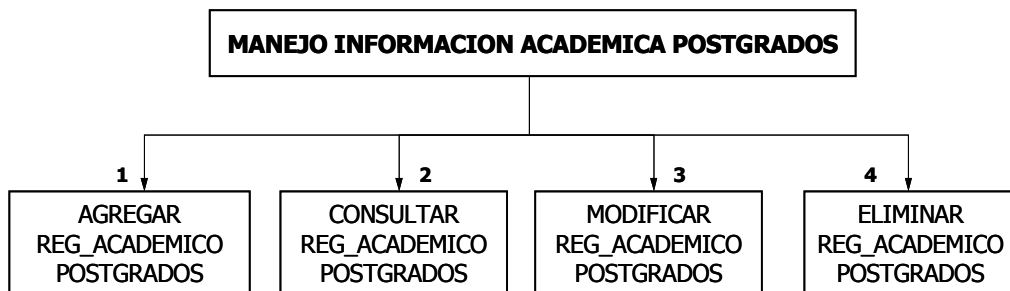 MANEJO INFORMACION ACADEMICA POSTGRADOS
1
2
3
4
AGREGAR
REG_ACADEMICO
POSTGRADOS
CONSULTAR
REG_ACADEMICO
POSTGRADOS
MODIFICAR
REG_ACADEMICO
POSTGRADOS
ELIMINAR
REG_ACADEMICO
POSTGRADOS